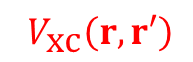 V_XC(r, r′)